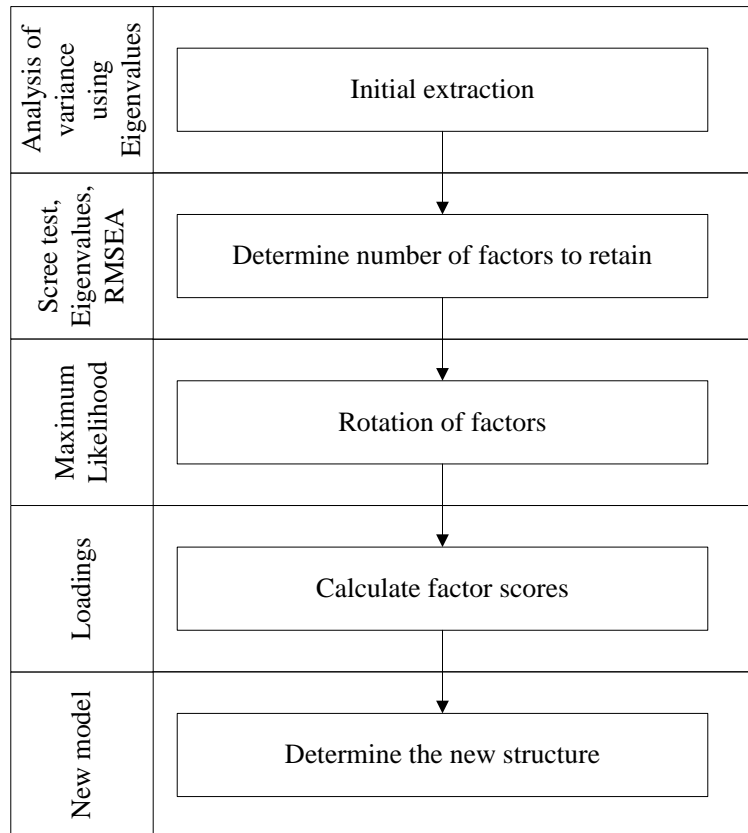 Analysis of
variance
using
Eigenvalues
Initial extraction
Scree test,
Eigenvalues,
RMSEA
Determine number of factors to retain
Maximum
Likelihood
Rotation of factors
Loadings
Calculate factor scores
New model
Determine the new structure